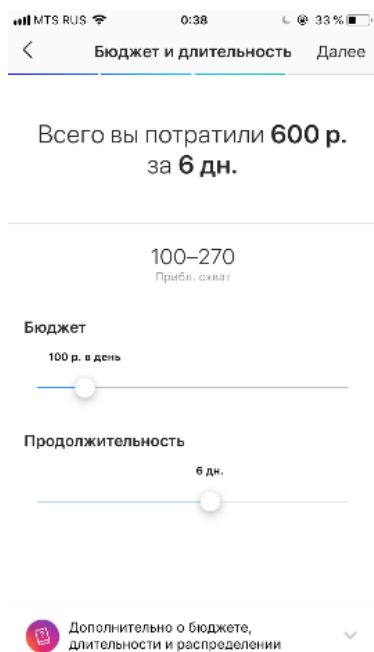 MTS RUS 0:38 33 %
Бюджет и длительность Далее
Всего вы потратили 600 р.
за 6 дн.
100–270
Прибл. охват
Бюджет
100 р. в день
Продолжительность
6 дн.
Дополнительно о бюджете,
длительности и распределении